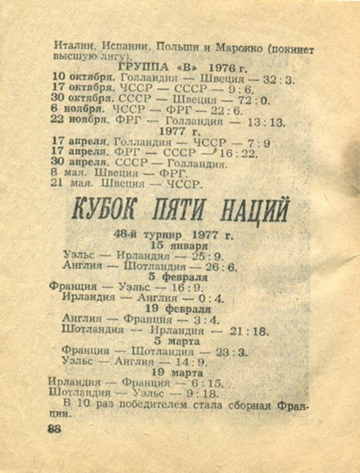 Италии, Испании, Польши и Марокко (покинет
высшую лигу).
ГРУППА «В» 1976 г.
10 октября. Голландия — Швеция — 32 : 3.
17 октября. ЧССР — СССР — 9 : 6.
30 октября. СССР — Швеция — 72 : 0.
6 ноября. ЧССР — ФРГ — 22 : 6.
22 ноября. ФРГ — Голландия — 13 : 13.
1977 г.
17 апреля. Голландия — ЧССР — 7 : 9
17 апреля. ФРГ — СССР — 16 : 22.
30 апреля. СССР — Голландия.
8 мая. Швеция — ФРГ.
21 мая. Швеция — ЧССР.
КУБОК ПЯТИ НАЦИЙ
48-й турнир 1977 г.
15 января
Уэльс — Ирландия — 25 : 9.
Англия — Шотландия — 26 : 6.
5 февраля
Франция — Уэльс — 16 : 9.
Ирландия — Англия — 0 : 4.
19 февраля
Англия — Франция — 3 : 4.
Шотландия — Ирландия — 21 : 18.
5 марта
Франция — Шотландия — 23 : 3.
Уэльс — Англия — 14 : 9.
19 марта
Ирландия — Франция — 6 : 15.
Шотландия — Уэльс — 9 : 18.
В 10 раз победителем стала сборная Фран-
ции.
88